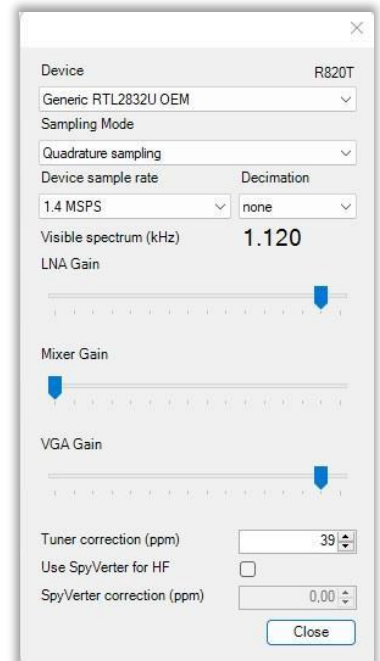 Device R820T
Generic RTL2832U OEM
Sampling Mode
Quadrature sampling
Device sample rate Decimation
1.4 MSPS none
Visible spectrum (kHz) 1.120
LNA Gain
Mixer Gain
VGA Gain
Tuner correction (ppm) 39
Use SpyVerter for HF
SpyVerter correction (ppm) 0,00
Close